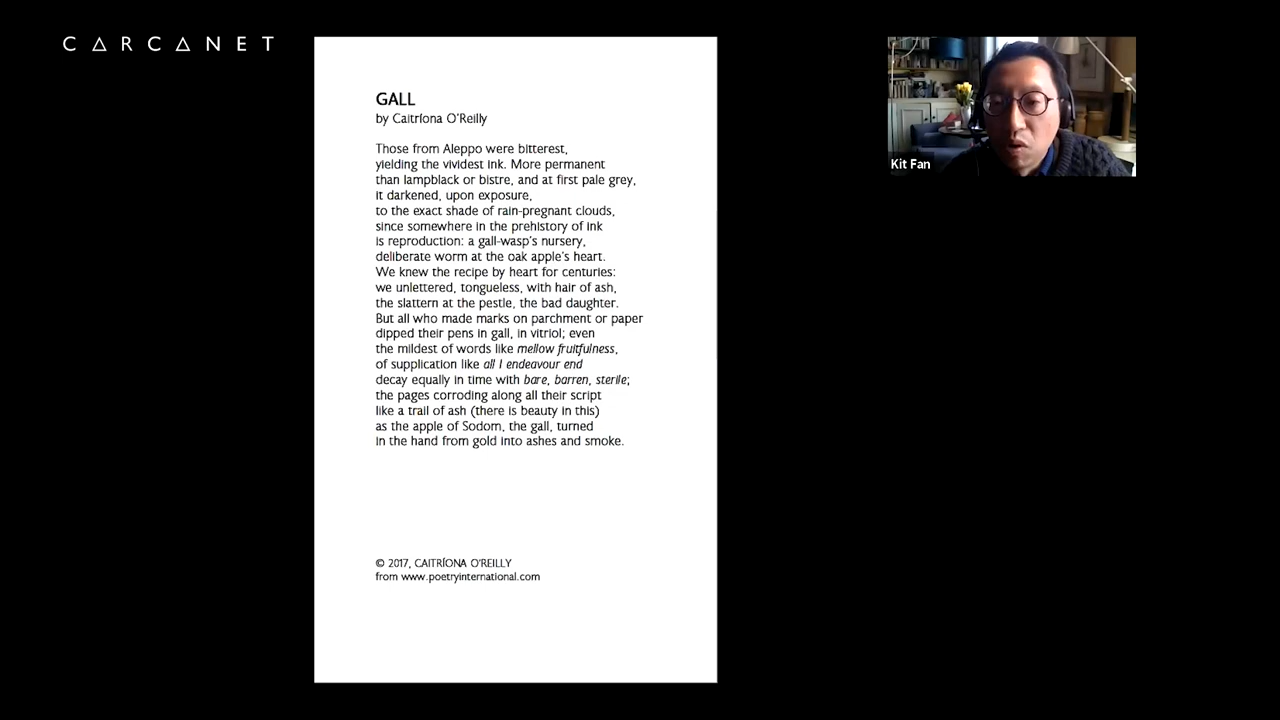 CARCANET
GALL
by Caitríona O'Reilly
Those from Aleppo were bitterest,
yielding the vividest ink. More permanent
than lampblack or bistre, and at first pale grey,
it darkened, upon exposure,
to the exact shade of rain-pregnant clouds,
since somewhere in the prehistory of ink
is reproduction: a gall-wasp's nursery,
deliberate worm at the oak apple's heart.
We knew the recipe by heart for centuries:
we unlettered, tongueless, with hair of ash,
the slattern at the pestle, the bad daughter.
But all who made marks on parchment or paper
dipped their pens in gall, in vitriol; even
the mildest of words like mellow fruitfulness,
of supplication like all I endeavour end
decay equally in time with bare, barren, sterile;
the pages corroding along all their script
like a trail of ash (there is beauty in this)
as the apple of Sodom, the gall, turned
in the hand from gold into ashes and smoke.
© 2017, CAITRÍONA O'REILLY
from www.poetryinternational.com
Kit Fan